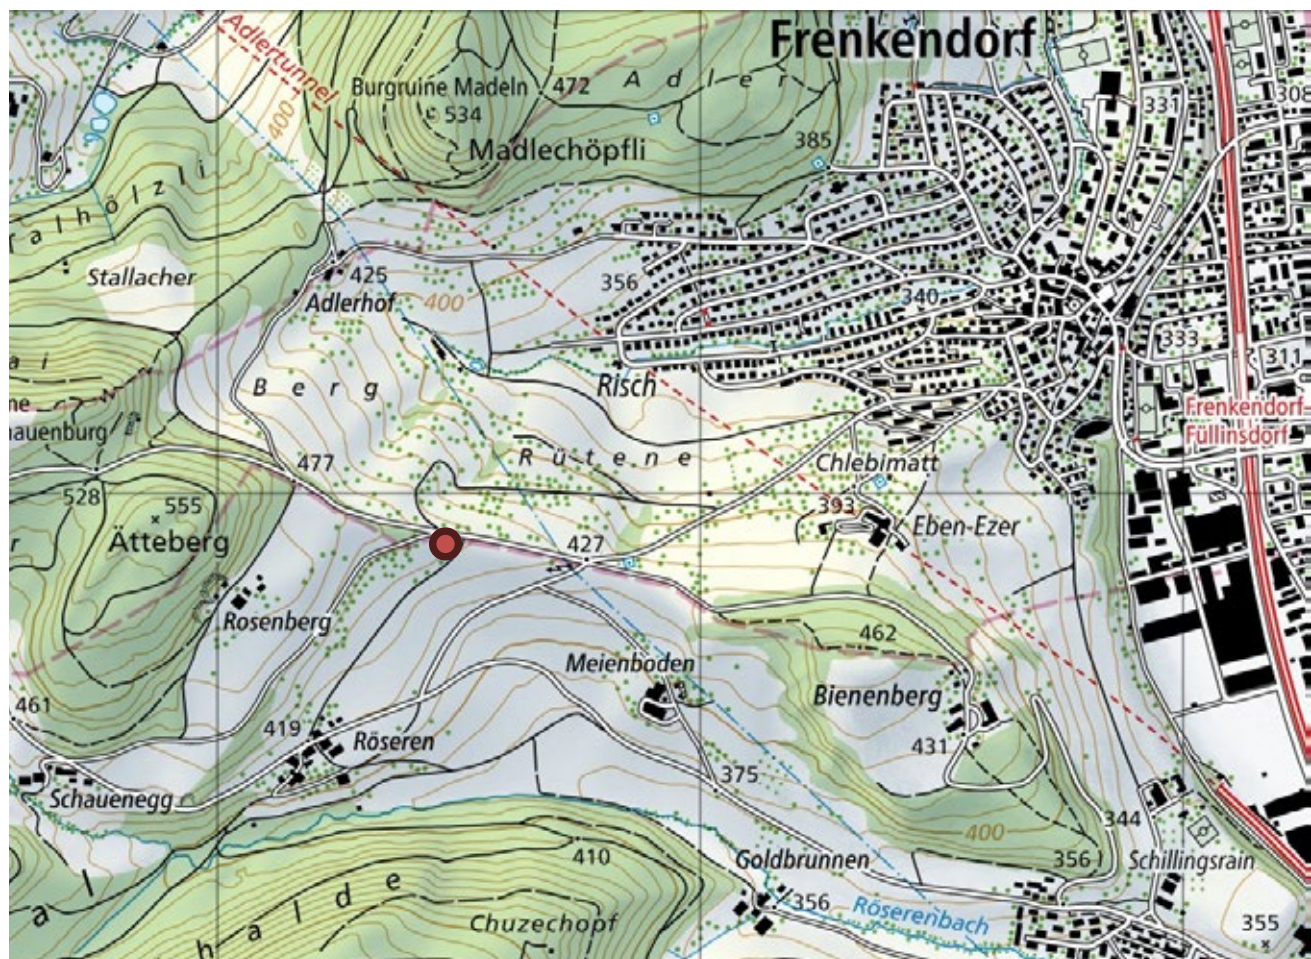 Adlertunnel
Frenkendorf
Burgruine Madeln
472
Adler
534
331
308
400
Madlechöpfli
385
Talhölzli
Stallacher
425
356
Adlerhof
400
340
333
311
Berg
Risch
Frenkendorf-
Füllinsdorf
477
Rütene
Chlebimatt
528
555
393
Ätteberg
427
Eben-Ezer
Rosenberg
462
Meienboden
Bienenberg
461
419
Röseren
431
375
Schauenegg
344
400
410
Goldbrunnen
356
Schillingsrain
halde
Chuzechopf
356
Röserenbach
355